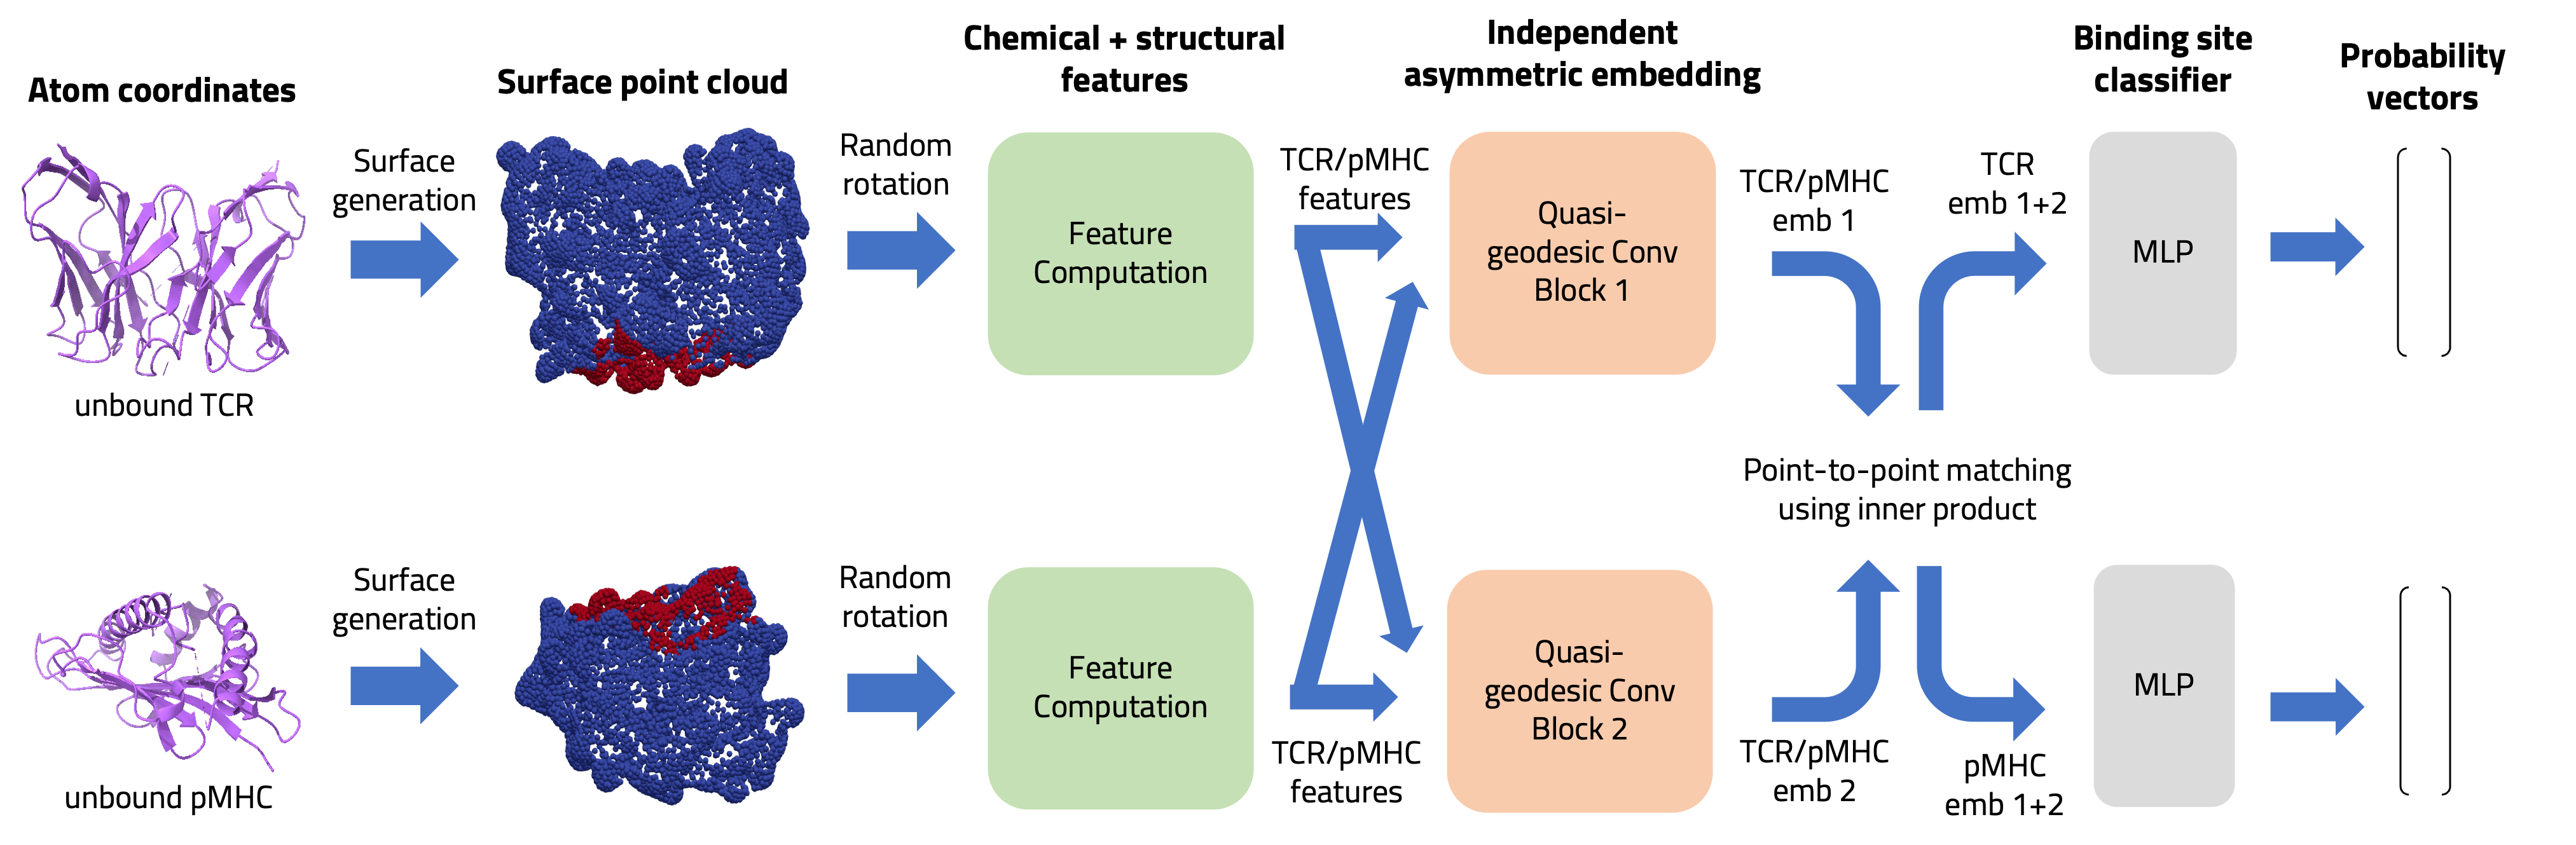 Atom coordinates
Surface point cloud
Chemical + structural
features
Independent
asymmetric embedding
Binding site
classifier
Probability
vectors
Surface
generation
Random
rotation
Feature
Computation
TCR/pMHC
features
Quasi-
geodesic Conv
Block 1
TCR/pMHC
emb 1
TCR
emb 1+2
MLP
unbound TCR
Point-to-point matching
using inner product
Surface
generation
Random
rotation
Feature
Computation
TCR/pMHC
features
Quasi-
geodesic Conv
Block 2
TCR/pMHC
emb 2
pMHC
emb 1+2
MLP
unbound pMHC